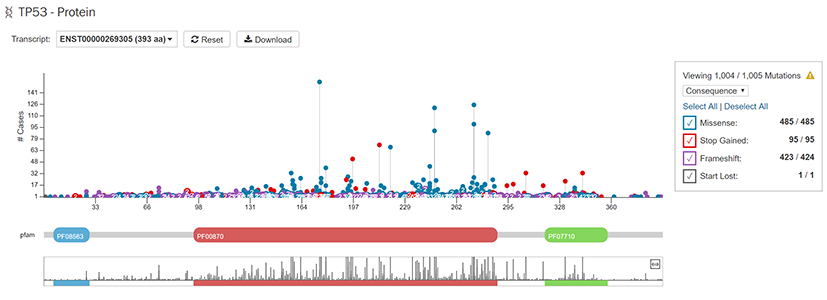 TP53 - Protein
Transcript: ENST00000269305 (393 aa) Reset Download
Viewing 1,004 / 1,005 Mutations
Consequence
Select All | Deselect All
Missense: 485 / 485
Stop Gained: 95 / 95
Frameshift: 423 / 424
Start Lost: 1 / 1
# Cases
141
126
110
95
79
63
48
32
17
1
33 66 98 131 164 197 229 262 295 328 360
pfam
PF08563 PF00870 PF07710